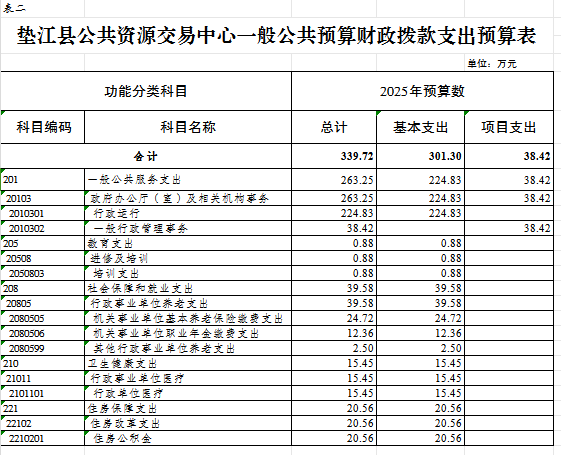 表二
垫江县公共资源交易中心一般公共预算财政拨款支出预算表
单位：万元
功能分类科目 2025年预算数
科目编码 科目名称 总计 基本支出 项目支出
合计 339.72 301.30 38.42
201 一般公共服务支出 263.25 224.83 38.42
20103 政府办公厅（室）及相关机构事务 263.25 224.83 38.42
2010301 行政运行 224.83 224.83
2010302 一般行政管理事务 38.42 38.42
205 教育支出 0.88 0.88
20508 进修及培训 0.88 0.88
2050803 培训支出 0.88 0.88
208 社会保障和就业支出 39.58 39.58
20805 行政事业单位养老支出 39.58 39.58
2080505 机关事业单位基本养老保险缴费支出 24.72 24.72
2080506 机关事业单位职业年金缴费支出 12.36 12.36
2080599 其他行政事业单位养老支出 2.50 2.50
210 卫生健康支出 15.45 15.45
21011 行政事业单位医疗 15.45 15.45
2101101 行政单位医疗 15.45 15.45
221 住房保障支出 20.56 20.56
22102 住房改革支出 20.56 20.56
2210201 住房公积金 20.56 20.56